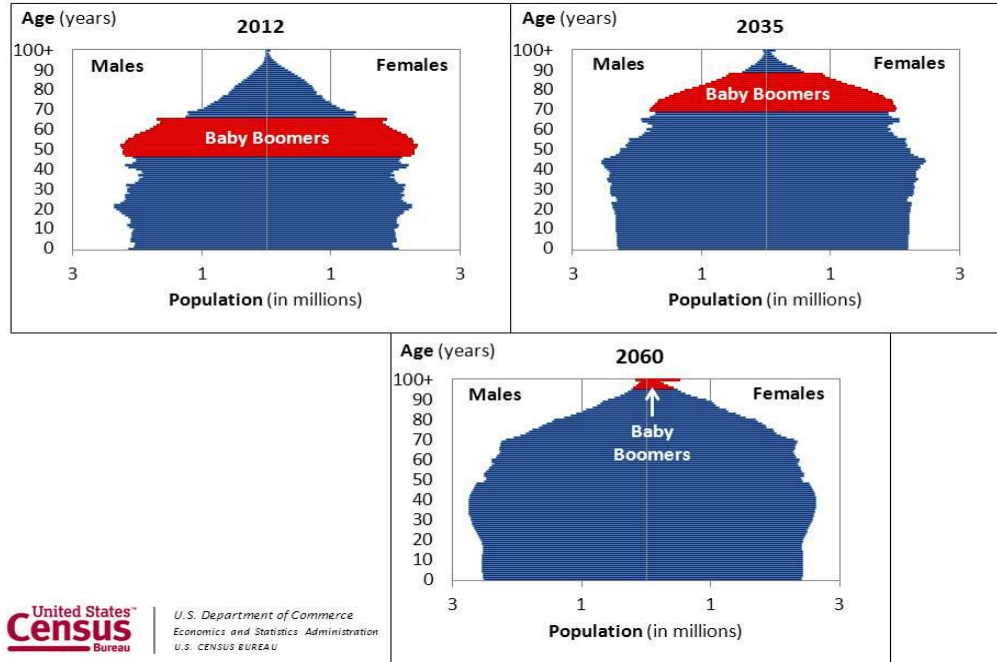 Age (years)
2012
100+
Males
Females
90
80
70
60
Baby Boomers
50
40
30
20
10
0
3
1
1
3
Population (in millions)
Age (years)
2035
100+
Males
Females
90
80
Baby Boomers
70
60
50
40
30
20
10
0
3
1
1
3
Population (in millions)
Age (years)
2060
100+
Males
Females
90
80
70
Baby
Boomers
60
50
40
30
20
10
0
3
1
1
3
Population (in millions)
United States™
Census
Bureau
U.S. Department of Commerce
Economics and Statistics Administration
U.S. CENSUS BUREAU